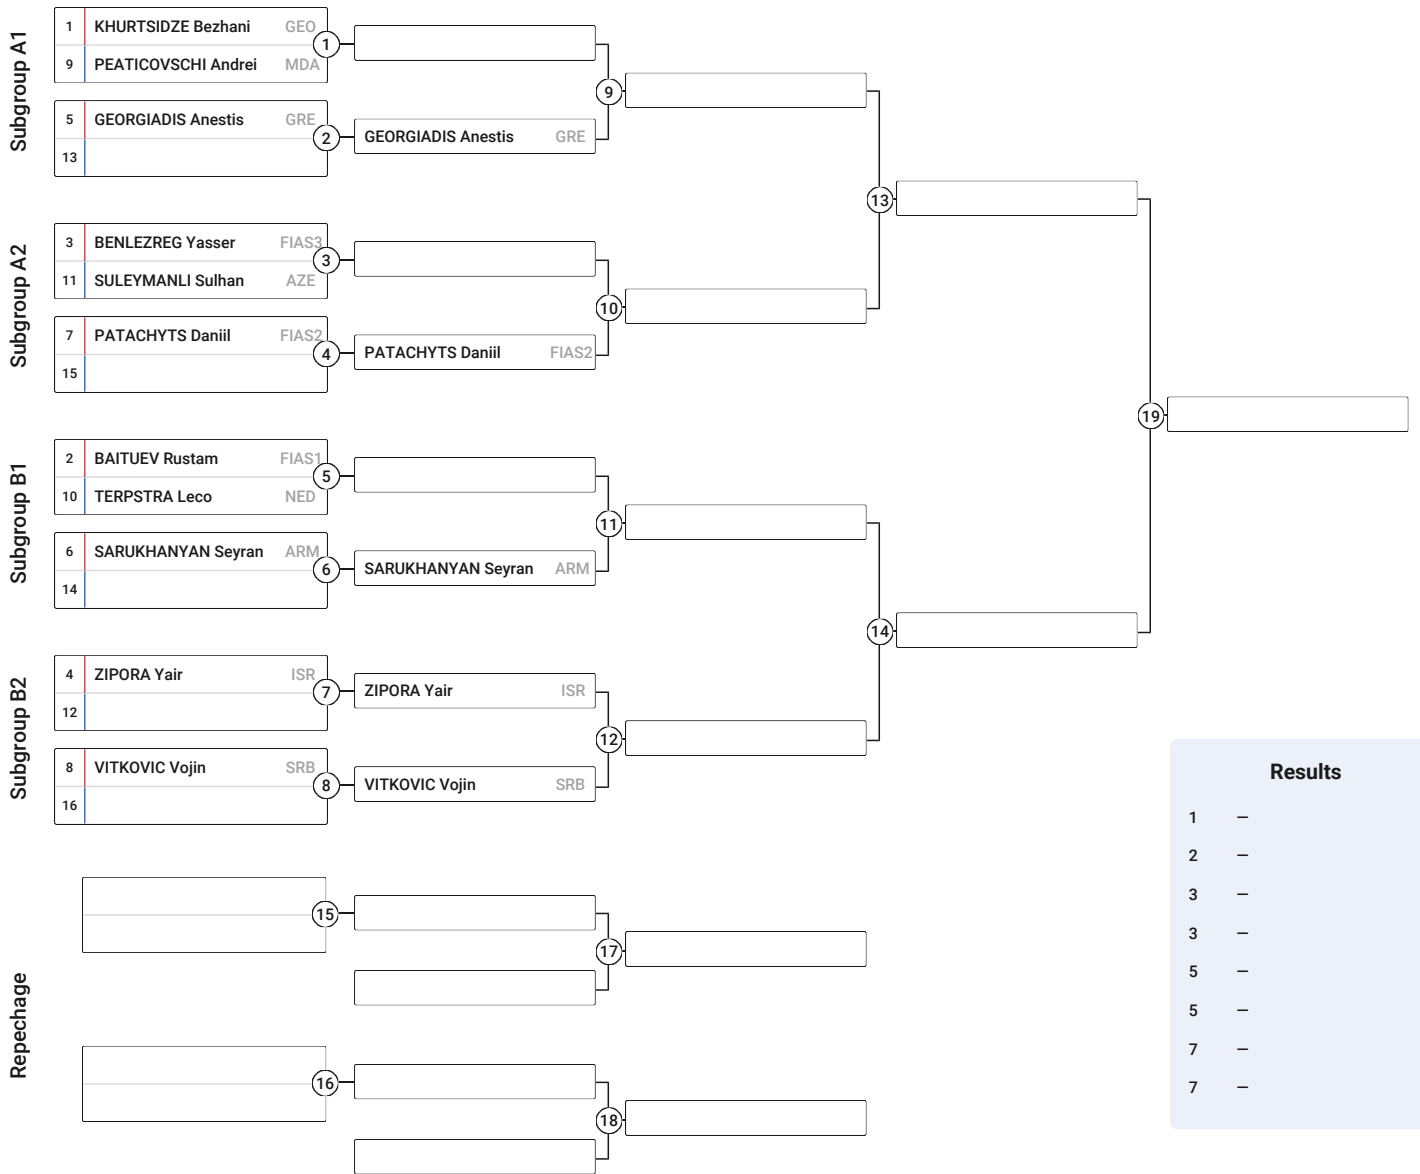 Subgroup A1
1 KHURTSIDZE Bezhani GEO
9 PEATICOVSCHI Andrei MDA
1
5 GEORGIADIS Anestis GRE
13
2
GEORGIADIS Anestis GRE
9
Subgroup A2
3 BENLEZREG Yasser FIAS3
11 SULEYMANLI Sulhan AZE
3
7 PATACHYTS Daniil FIAS2
15
4
PATACHYTS Daniil FIAS2
10
13
Subgroup B1
2 BAITUEV Rustam FIAS1
10 TERPSTRA Leco NED
5
6 SARUKHANYAN Seyran ARM
14
6
SARUKHANYAN Seyran ARM
11
Subgroup B2
4 ZIPORA Yair ISR
12
7
ZIPORA Yair ISR
8 VITKOVIC Vojin SRB
16
8
VITKOVIC Vojin SRB
12
14
19
Repechage
15
17
16
18
Results
1 –
2 –
3 –
3 –
5 –
5 –
7 –
7 –